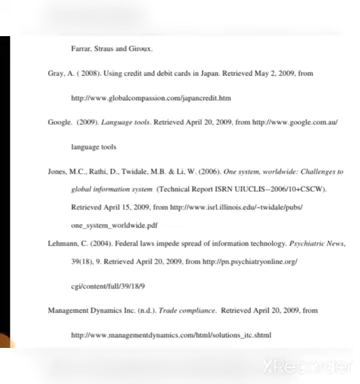 Farrar, Straus and Giroux.
Gray, A. ( 2008). Using credit and debit cards in Japan. Retrieved May 2, 2009, from
http://www.globalcompassion.com/japancredit.htm
Google. (2009). Language tools. Retrieved April 20, 2009, from http://www.google.com.au/
language tools
Jones, M.C., Rathi, D., Twidale, M.B. & Li, W. (2006). One system, worldwide: Challenges to
global information system (Technical Report ISRN UIUCLIS--2006/10+CSCW).
Retrieved April 15, 2009, from http://www.isrl.illinois.edu/~twidale/pubs/
one_system_worldwide.pdf
Lehmann, C. (2004). Federal laws impede spread of information technology. Psychiatric News,
39(18), 9. Retrieved April 20, 2009, from http://pn.psychiatryonline.org/
cgi/content/full/39/18/9
Management Dynamics Inc. (n.d.). Trade compliance. Retrieved April 20, 2009, from
http://www.managementdynamics.com/html/solutions_itc.shtml
XRecorder